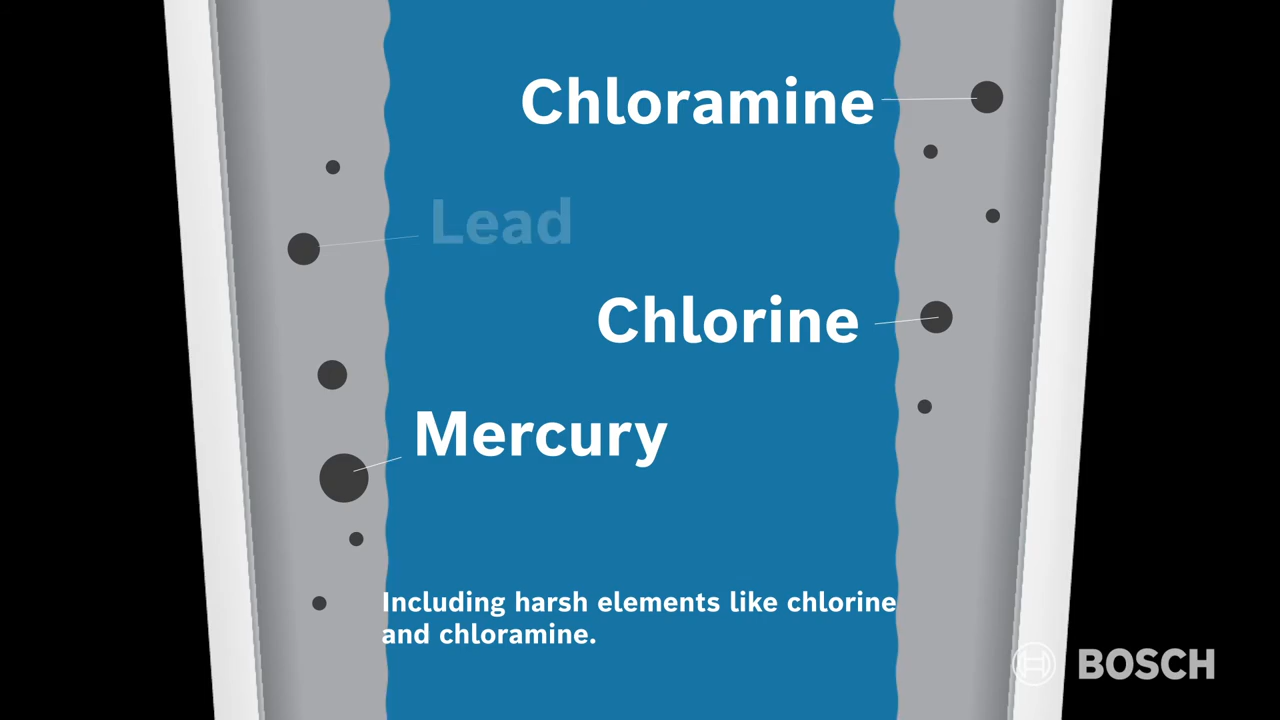 Chloramine
Lead
Chlorine
Mercury
Including harsh elements like chlorine
and chloramine.
BOSCH